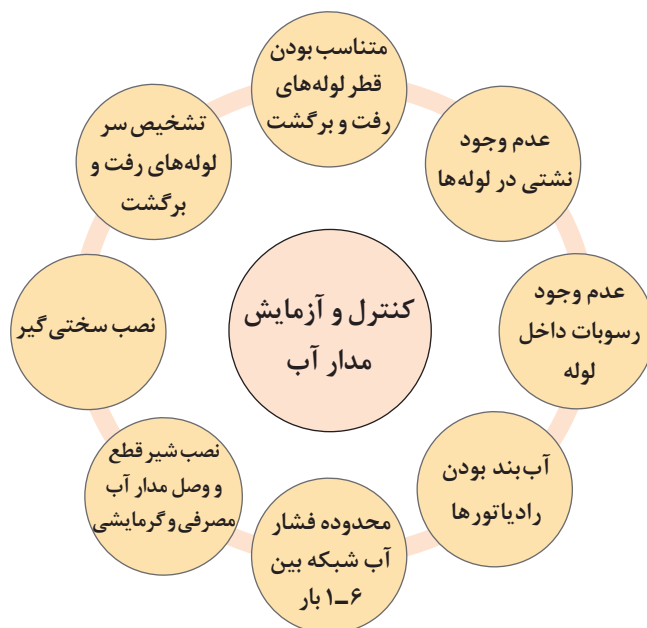 کنترل و آزمایش
مدار آب
متناسب بودن
قطر لوله‌های
رفت و برگشت
عدم وجود
نشتی در لوله‌ها
عدم وجود
رسوبات داخل
لوله
آب‌بند بودن
رادیاتورها
محدوده فشار
آب شبکه بین
۱ــ۶ بار
نصب شیر قطع
و وصل مدار آب
مصرفی و گرمایشی
نصب سختی گیر
تشخیص سر
لوله‌های رفت و
برگشت